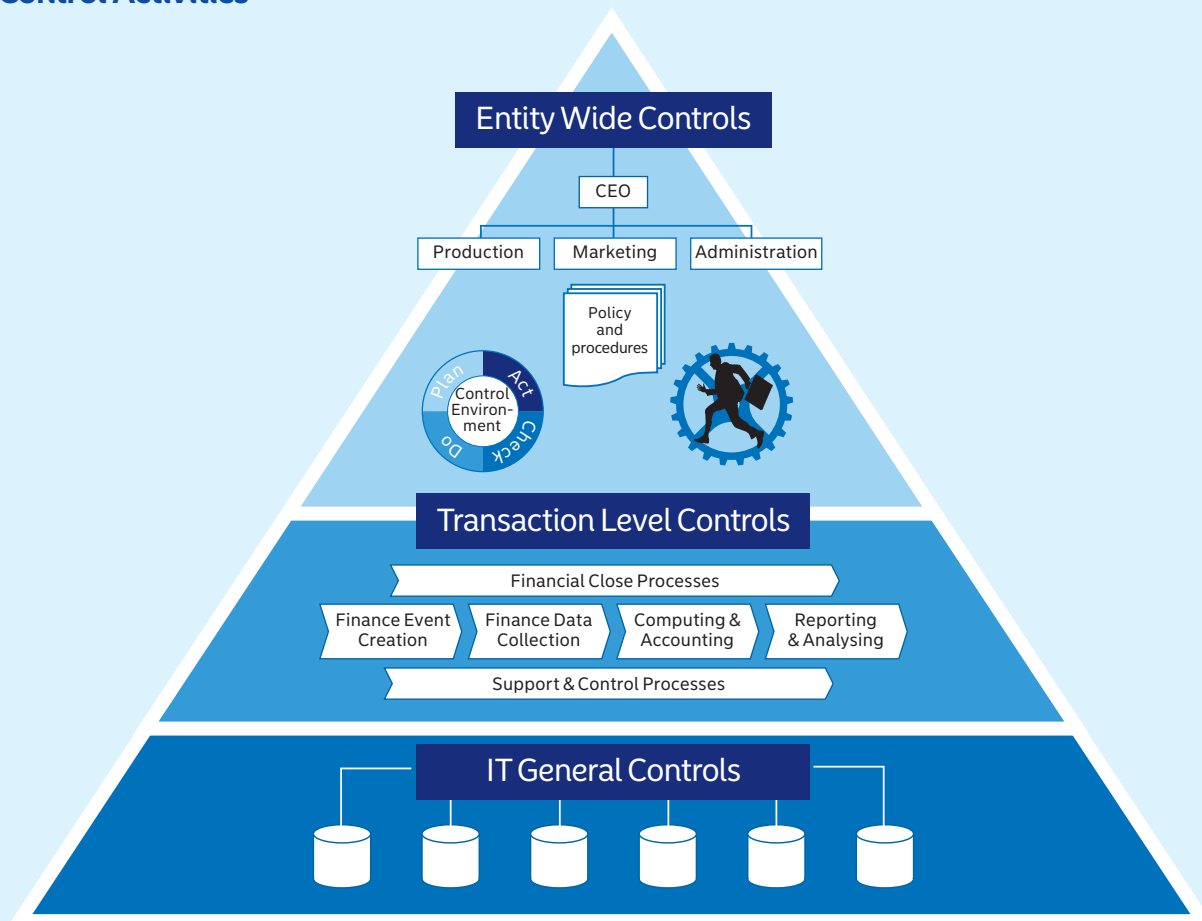 Control Activities
Entity Wide Controls
CEO
Production
Marketing
Administration
Policy
and
procedures
Plan
Act
Check
Do
Control
Environ-
ment
Transaction Level Controls
Financial Close Processes
Finance Event
Creation
Finance Data
Collection
Computing &
Accounting
Reporting
& Analysing
Support & Control Processes
IT General Controls